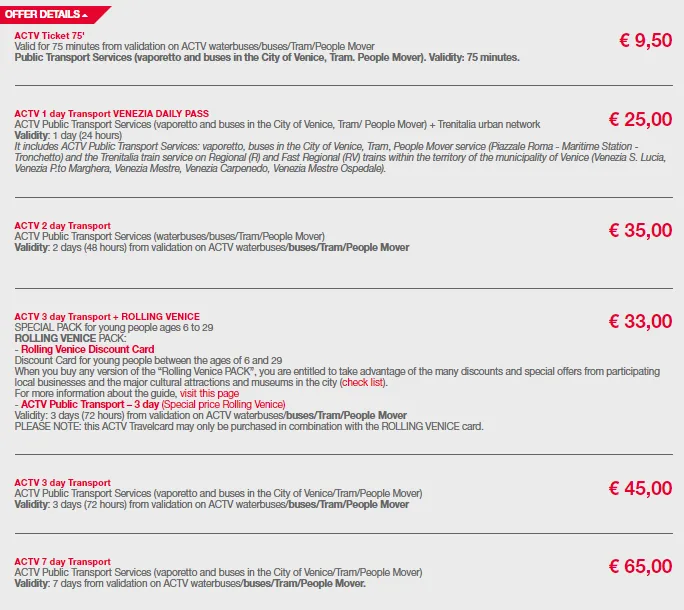 OFFER DETAILS
ACTV Ticket 75'
Valid for 75 minutes from validation on ACTV waterbuses/buses/Tram/People Mover
Public Transport Services (vaporetto and buses in the City of Venice, Tram. People Mover). Validity: 75 minutes.
€ 9,50
ACTV 1 day Transport VENEZIA DAILY PASS
ACTV Public Transport Services (vaporetto and buses in the City of Venice, Tram/ People Mover) + Trenitalia urban network
Validity: 1 day (24 hours)
It includes ACTV Public Transport Services: vaporetto, buses in the City of Venice, Tram, People Mover service (Piazzale Roma - Maritime Station -
Tronchetto) and the Trenitalia train service on Regional (R) and Fast Regional (RV) trains within the territory of the municipality of Venice (Venezia S. Lucia,
Venezia P.to Marghera, Venezia Mestre, Venezia Carpenedo, Venezia Mestre Ospedale).
€ 25,00
ACTV 2 day Transport
ACTV Public Transport Services (waterbuses/buses/Tram/People Mover)
Validity: 2 days (48 hours) from validation on ACTV waterbuses/buses/Tram/People Mover
€ 35,00
ACTV 3 day Transport + ROLLING VENICE
SPECIAL PACK for young people ages 6 to 29
ROLLING VENICE PACK:
- Rolling Venice Discount Card
Discount Card for young people between the ages of 6 and 29
When you buy any version of the “Rolling Venice PACK”, you are entitled to take advantage of the many discounts and special offers from participating
local businesses and the major cultural attractions and museums in the city (check list).
For more information about the guide, visit this page
- ACTV Public Transport – 3 day (Special price Rolling Venice)
Validity: 3 days (72 hours) from validation on ACTV waterbuses/buses/Tram/People Mover
PLEASE NOTE: this ACTV Travelcard may only be purchased in combination with the ROLLING VENICE card.
€ 33,00
ACTV 3 day Transport
ACTV Public Transport Services (vaporetto and buses in the City of Venice/Tram/People Mover)
Validity: 3 days (72 hours) from validation on ACTV waterbuses/buses/Tram/People Mover
€ 45,00
ACTV 7 day Transport
ACTV Public Transport Services (vaporetto and buses in the City of Venice/Tram/People Mover)
Validity: 7 days from validation on ACTV waterbuses/buses/Tram/People Mover.
€ 65,00